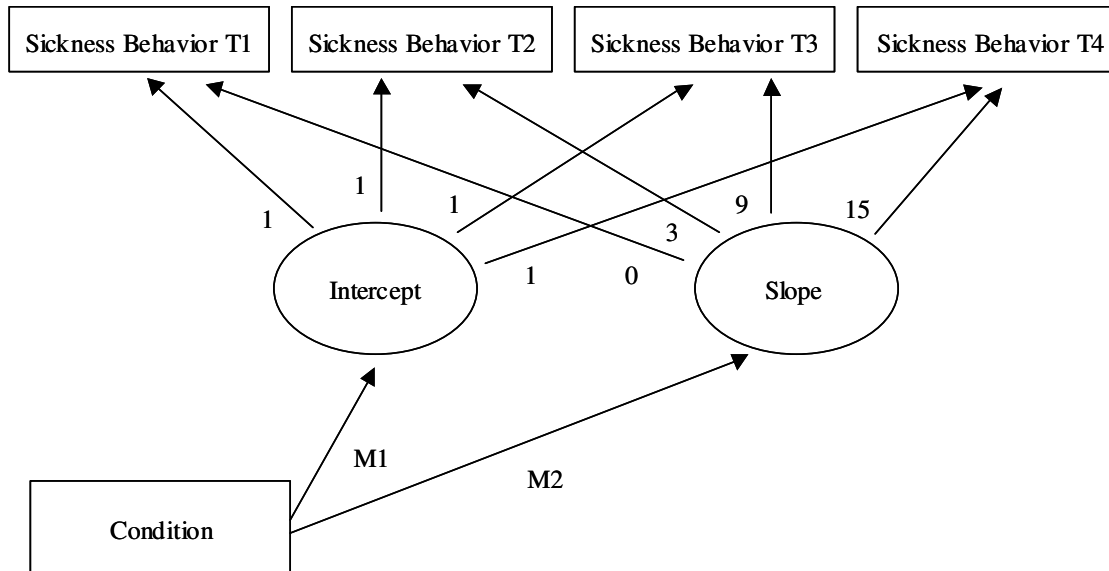 Sickness Behavior T1
Sickness Behavior T2
Sickness Behavior T3
Sickness Behavior T4
1
1
1
1
0
3
9
15
Intercept
Slope
M1
M2
Condition